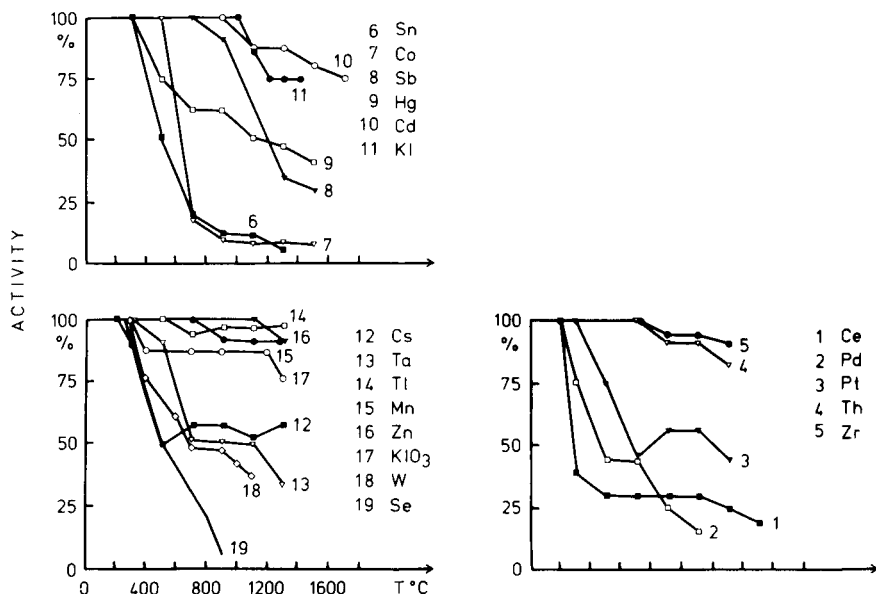 ACTIVITY
100
%
75
50
25
0
10
11
9
8
6
7
6 Sn
7 Co
8 Sb
9 Hg
10 Cd
11 KI
100
%
75
50
25
0
14
16
15
17
12
13
18
19
12 Cs
13 Ta
14 Tl
15 Mn
16 Zn
17 KIO3
18 W
19 Se
0 400 800 1200 1600 T °C
100
%
75
50
25
0
5
4
3
2
1
1 Ce
2 Pd
3 Pt
4 Th
5 Zr